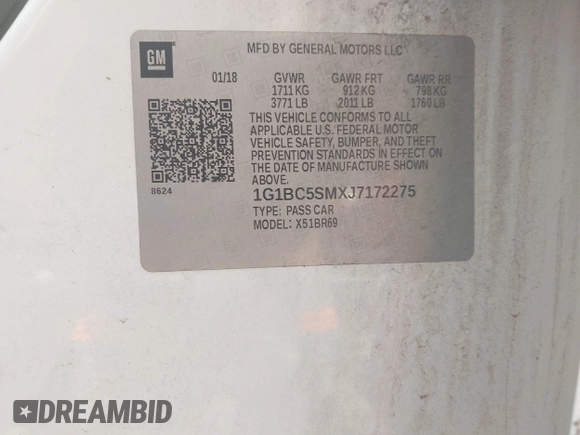 GM
MFD BY GENERAL MOTORS LLC
01/18 GVWR GAWR FRT GAWR RR
1711 KG 912 KG 798 KG
3771 LB 2011 LB 1760 LB
THIS VEHICLE CONFORMS TO ALL
APPLICABLE U.S. FEDERAL MOTOR
VEHICLE SAFETY, BUMPER, AND THEFT
PREVENTION STANDARDS IN EFFECT ON
THE DATE OF MANUFACTURE SHOWN
ABOVE.
8624
1G1BC5SMXJ7172275
TYPE: PASS CAR
MODEL: X51BR69
DREAMBID